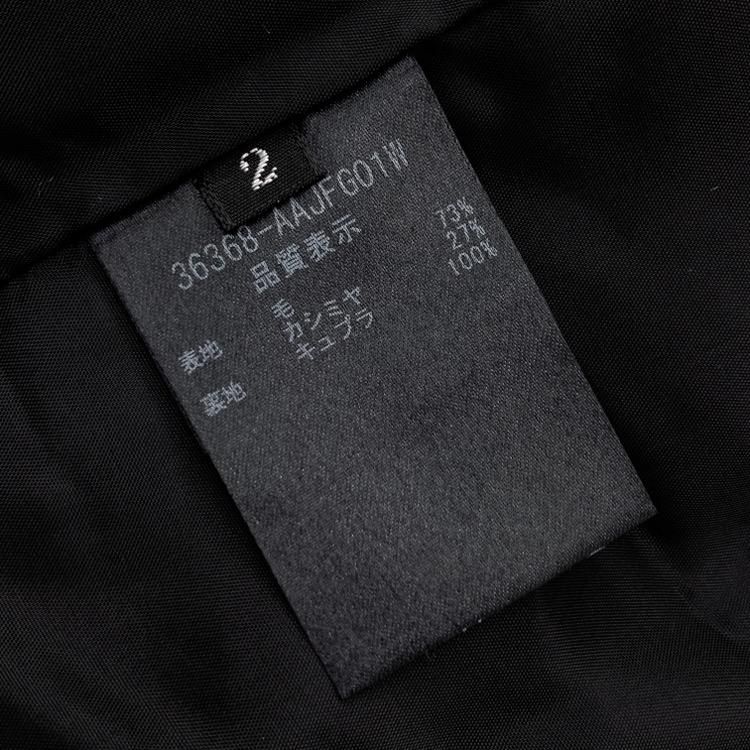 2
36368-AAJFG01W
品質表示
表地 毛 73%
カシミヤ 27%
裏地 キュプラ 100%